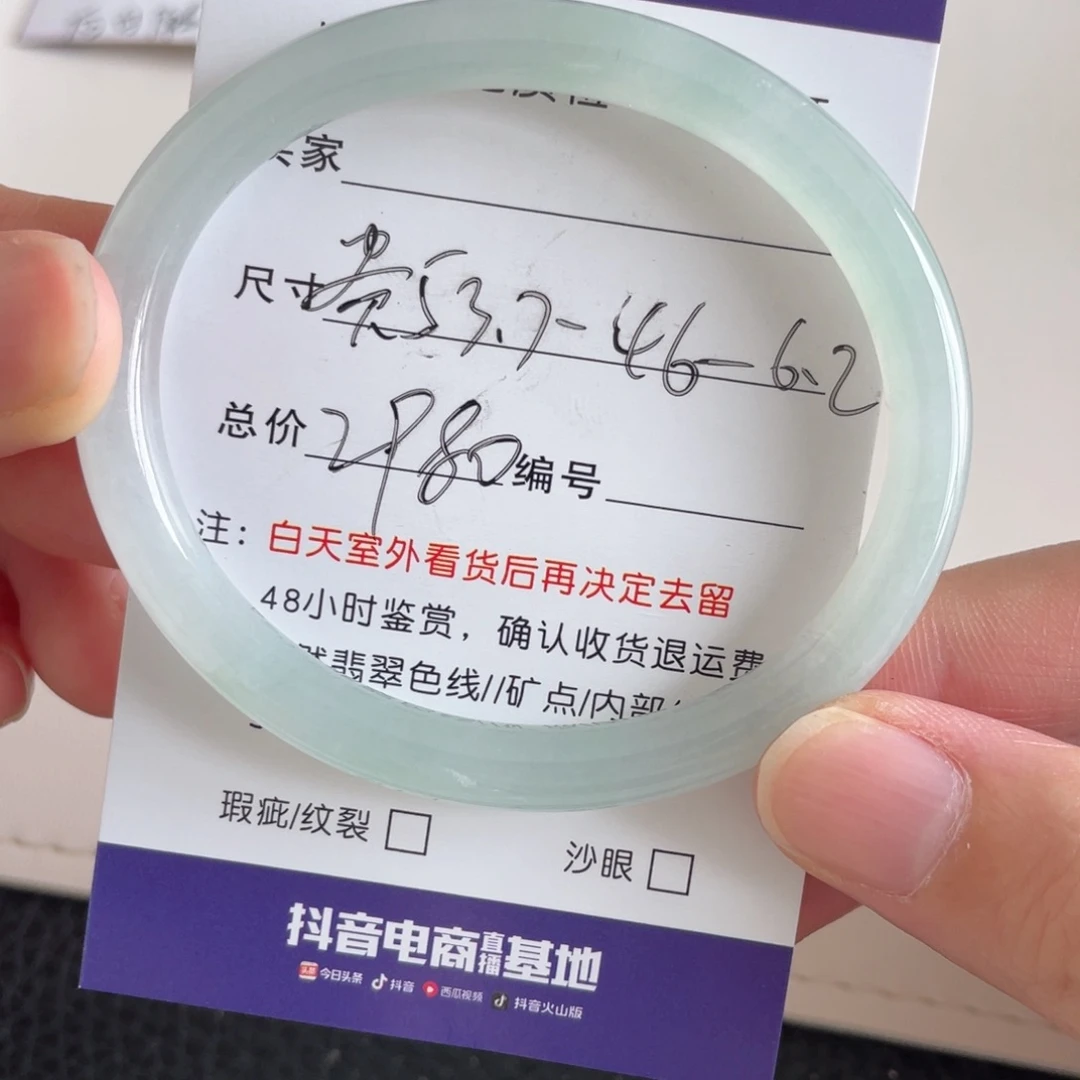 家
尺寸 贵53.7-46-6.2
总价 2980 编号
注：白天室外看货后再决定去留
48小时鉴赏，确认收货退运费
翡翠色线//矿点/内部
瑕疵/纹裂 沙眼
抖音电商直播基地
头条 今日头条 抖音 西瓜视频 抖音火山版